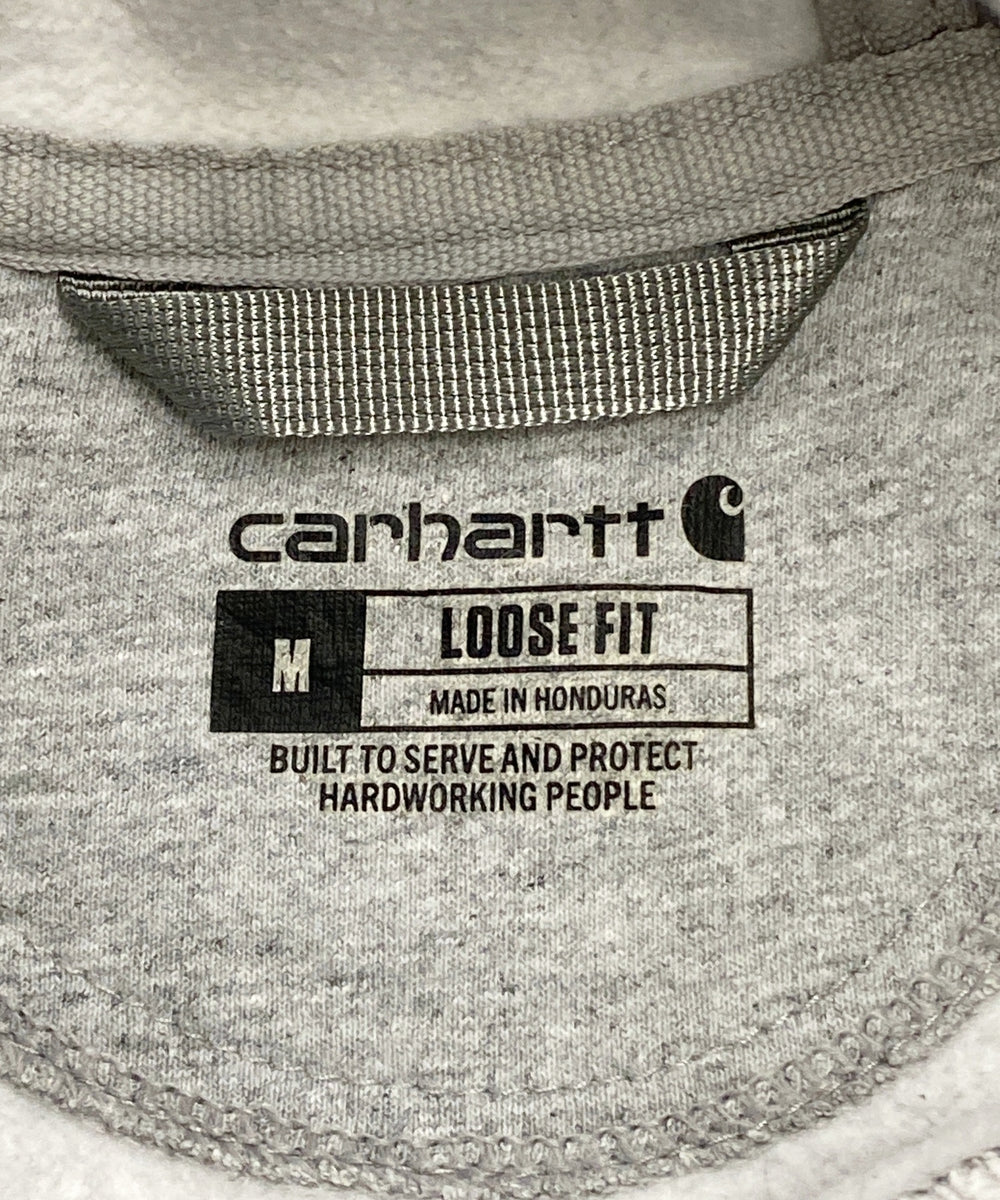 carhartt
M
LOOSE FIT
MADE IN HONDURAS
BUILT TO SERVE AND PROTECT
HARDWORKING PEOPLE